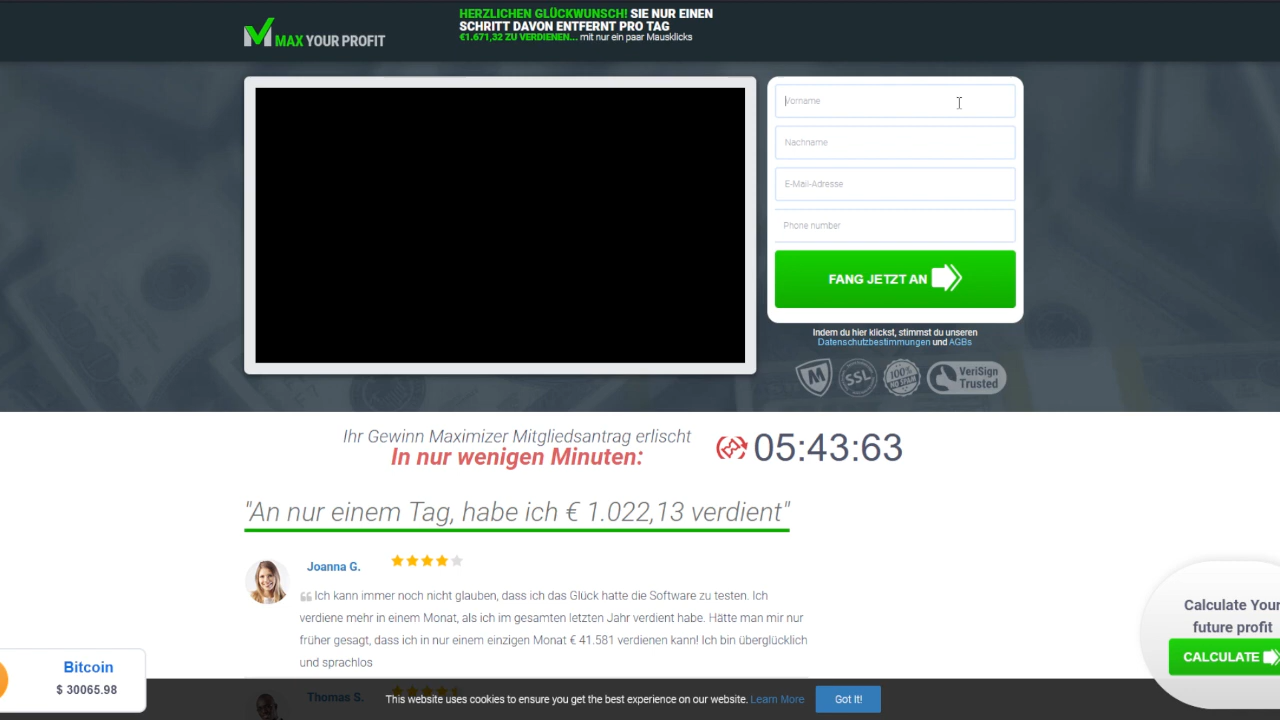 MAX YOUR PROFIT
HERZLICHEN GLÜCKWUNSCH! SIE NUR EINEN
SCHRITT DAVON ENTFERNT PRO TAG
€1.671,32 ZU VERDIENEN... mit nur ein paar Mausklicks
Vorname
Nachname
E-Mail-Adresse
Phone number
FANG JETZT AN
Indem du hier klickst, stimmst du unseren
Datenschutzbestimmungen und AGBs
M
SSL
100%
NO SPAM
VeriSign
Trusted
Ihr Gewinn Maximizer Mitgliedsantrag erlischt
In nur wenigen Minuten:
05:43:63
"An nur einem Tag, habe ich € 1.022,13 verdient"
Joanna G.
Ich kann immer noch nicht glauben, dass ich das Glück hatte die Software zu testen. Ich
verdiene mehr in einem Monat, als ich im gesamten letzten Jahr verdient habe. Hätte man mir nur
früher gesagt, dass ich in nur einem einzigen Monat € 41.581 verdienen kann! Ich bin überglücklich
und sprachlos
Calculate Your
future profit
CALCULATE
Bitcoin
$ 30065.98
Thomas S.
This website uses cookies to ensure you get the best experience on our website. Learn More
Got It!